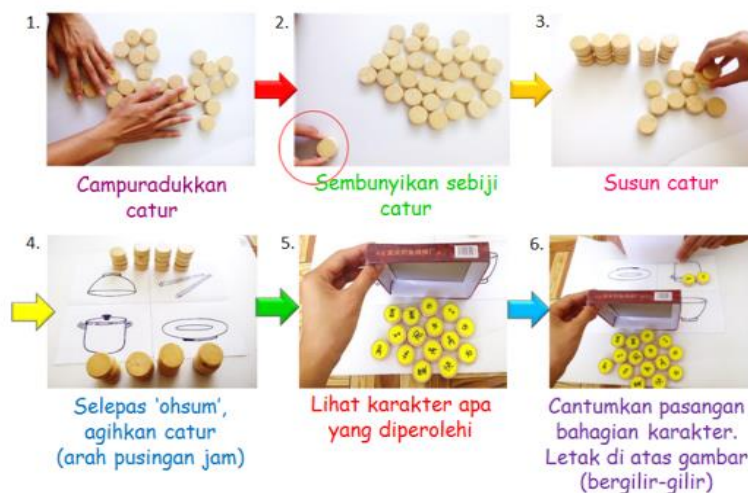 1.
2.
3.
Campuradukkan
catur
Sembunyikan sebiji
catur
Susun catur
4.
5.
6.
Selepas 'ohsum',
agihkan catur
(arah pusingan jam)
Lihat karakter apa
yang diperolehi
Cantumkan pasangan
bahagian karakter.
Letak di atas gambar
(bergilir-gilir)